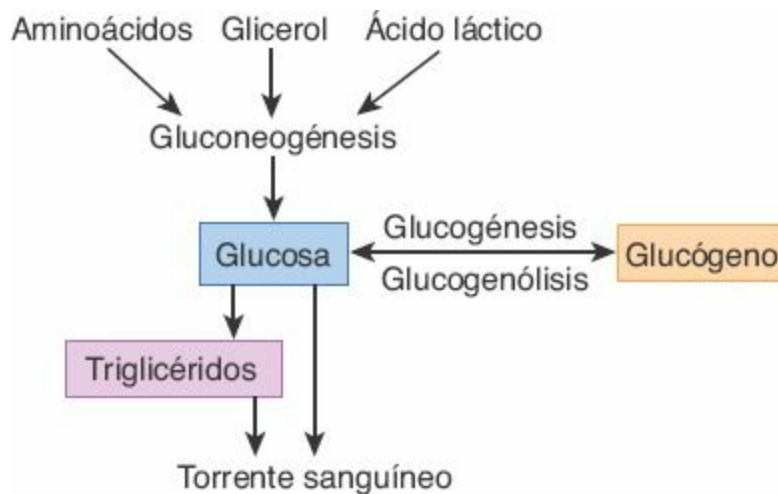 Aminoácidos Glicerol Ácido láctico
Gluconeogénesis
Glucogénesis
Glucosa Glucógeno
Glucogenólisis
Triglicéridos
Torrente sanguíneo